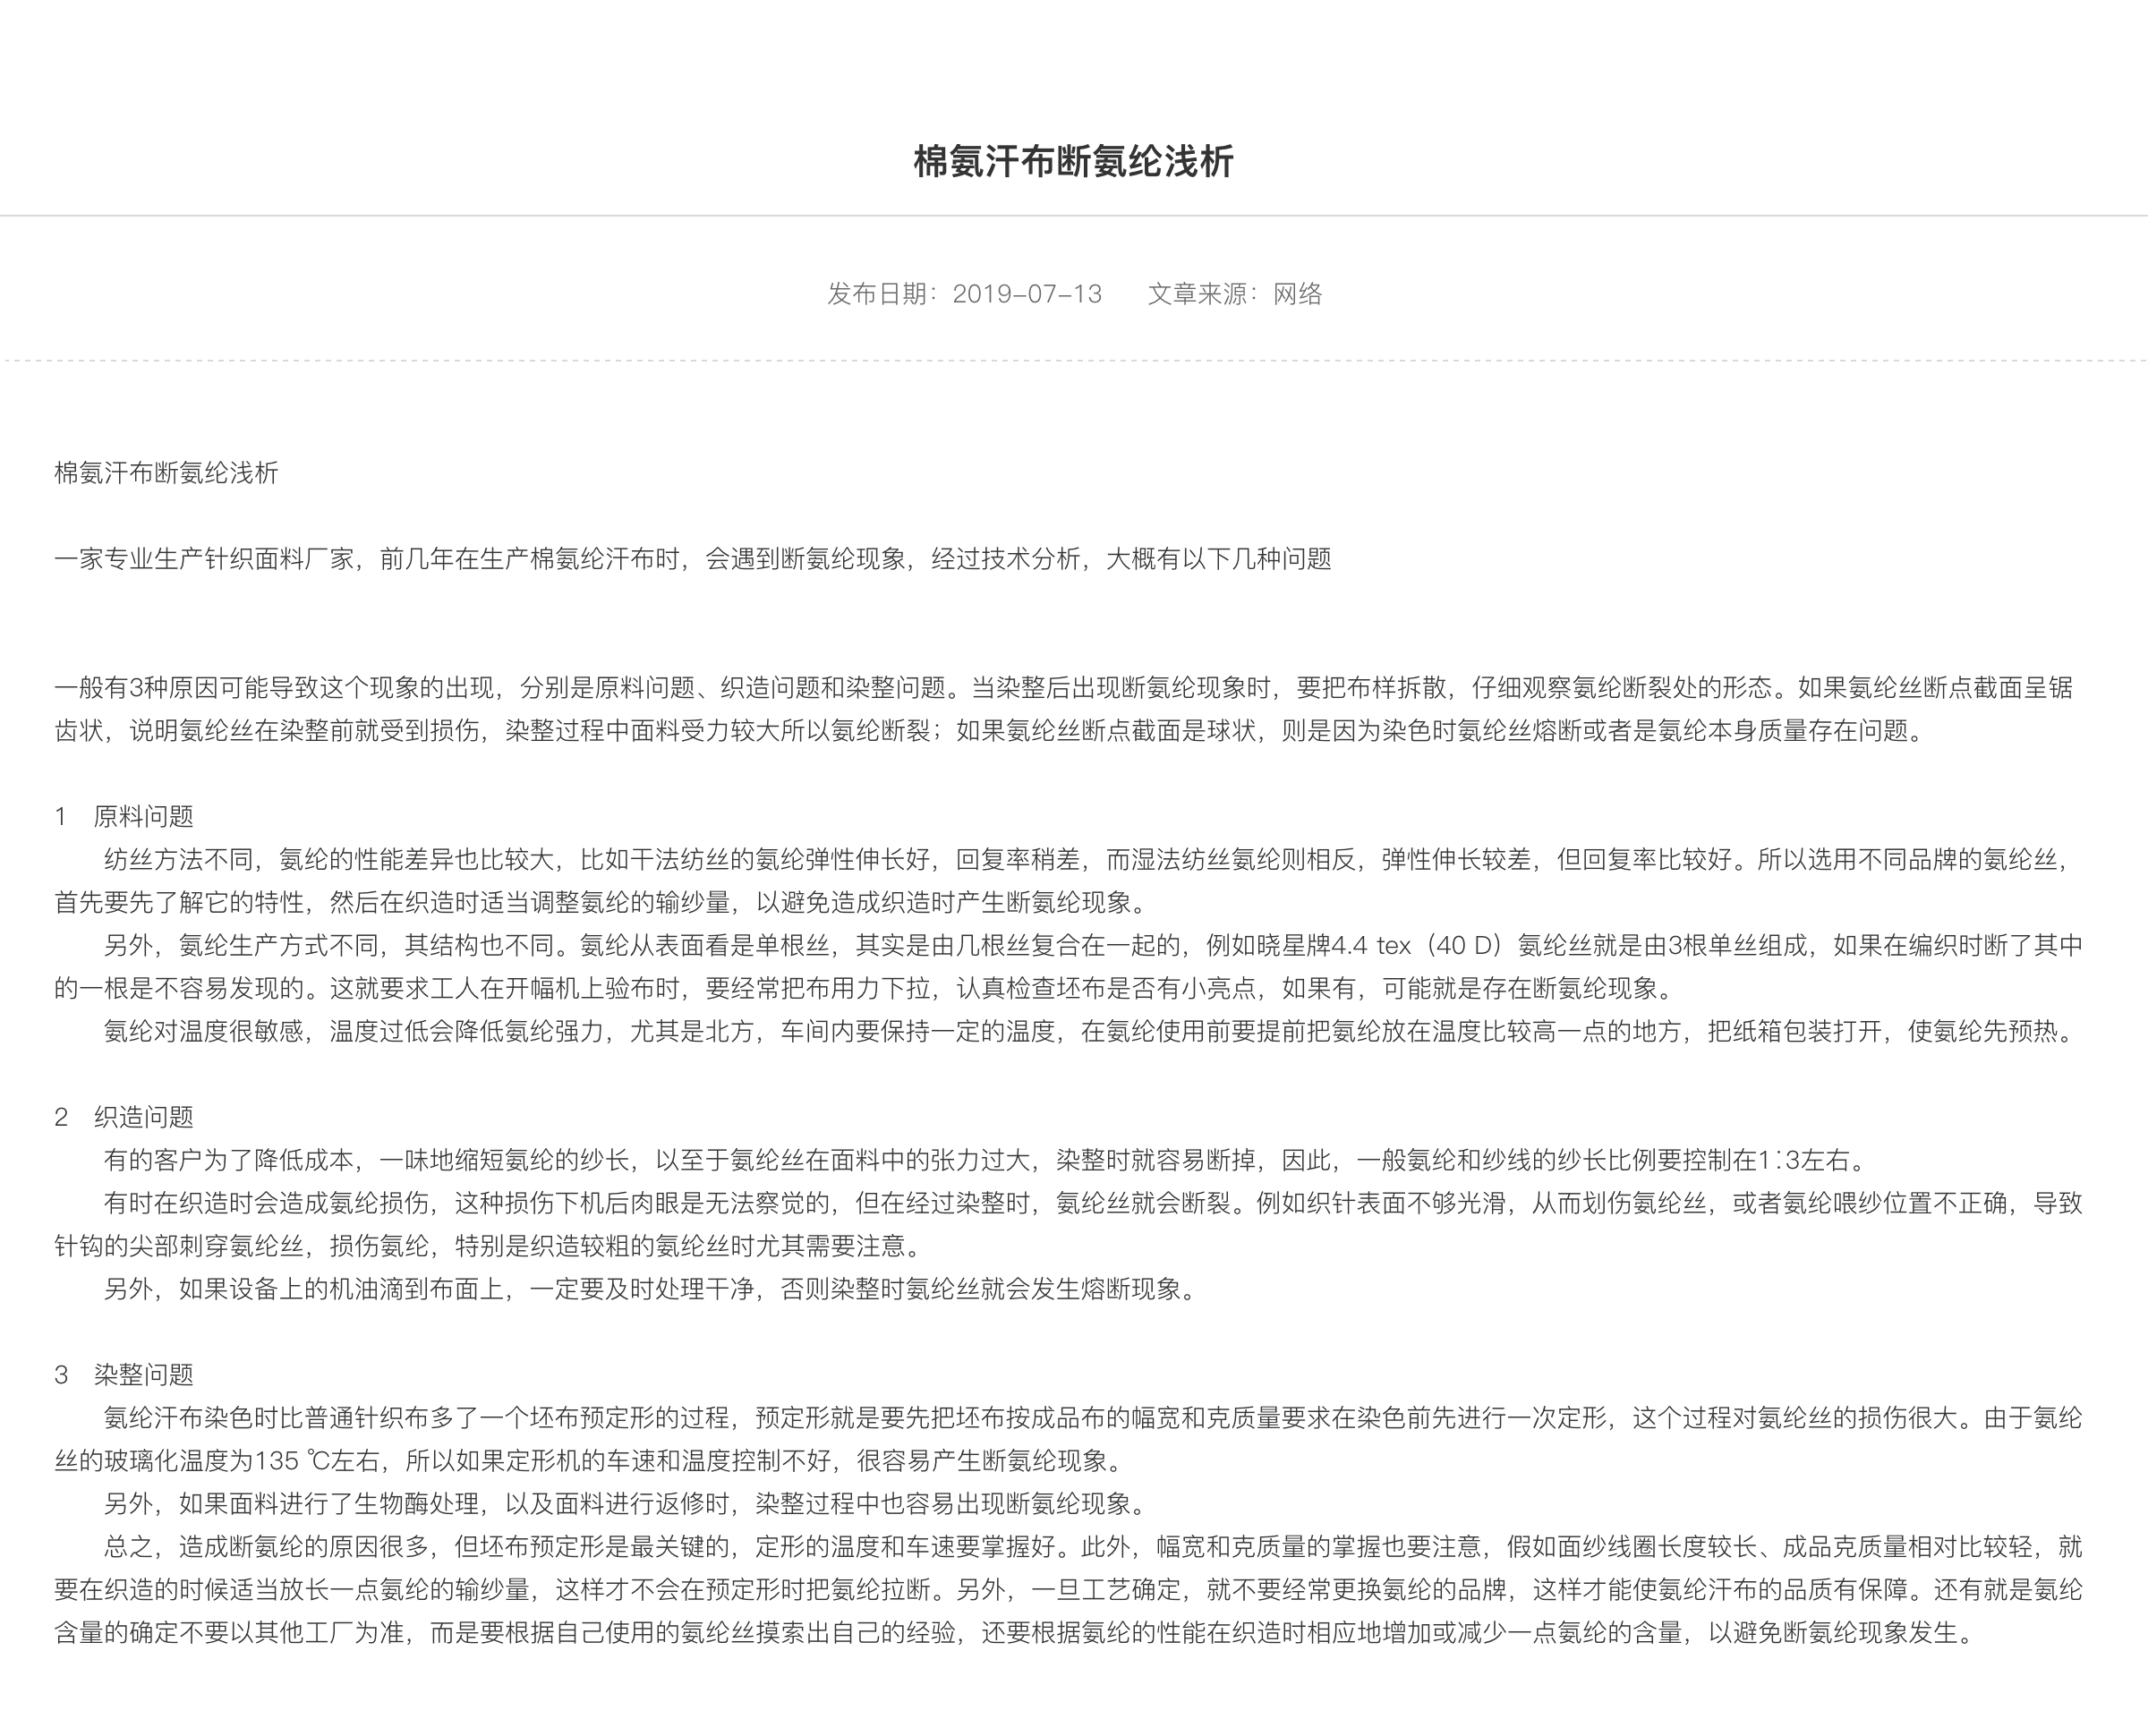 棉氨汗布断氨纶浅析
发布日期：2019-07-13　文章来源：网络
棉氨汗布断氨纶浅析
一家专业生产针织面料厂家，前几年在生产棉氨纶汗布时，会遇到断氨纶现象，经过技术分析，大概有以下几种问题
一般有3种原因可能导致这个现象的出现，分别是原料问题、织造问题和染整问题。当染整后出现断氨纶现象时，要把布样拆散，仔细观察氨纶断裂处的形态。如果氨纶丝断点截面呈锯
齿状，说明氨纶丝在染整前就受到损伤，染整过程中面料受力较大所以氨纶断裂；如果氨纶丝断点截面是球状，则是因为染色时氨纶丝熔断或者是氨纶本身质量存在问题。
1　原料问题
　　纺丝方法不同，氨纶的性能差异也比较大，比如干法纺丝的氨纶弹性伸长好，回复率稍差，而湿法纺丝氨纶则相反，弹性伸长较差，但回复率比较好。所以选用不同品牌的氨纶丝，
首先要先了解它的特性，然后在织造时适当调整氨纶的输纱量，以避免造成织造时产生断氨纶现象。
　　另外，氨纶生产方式不同，其结构也不同。氨纶从表面看是单根丝，其实是由几根丝复合在一起的，例如晓星牌4.4 tex（40 D）氨纶丝就是由3根单丝组成，如果在编织时断了其中
的一根是不容易发现的。这就要求工人在开幅机上验布时，要经常把布用力下拉，认真检查坯布是否有小亮点，如果有，可能就是存在断氨纶现象。
　　氨纶对温度很敏感，温度过低会降低氨纶强力，尤其是北方，车间内要保持一定的温度，在氨纶使用前要提前把氨纶放在温度比较高一点的地方，把纸箱包装打开，使氨纶先预热。
2　织造问题
　　有的客户为了降低成本，一味地缩短氨纶的纱长，以至于氨纶丝在面料中的张力过大，染整时就容易断掉，因此，一般氨纶和纱线的纱长比例要控制在1∶3左右。
　　有时在织造时会造成氨纶损伤，这种损伤下机后肉眼是无法察觉的，但在经过染整时，氨纶丝就会断裂。例如织针表面不够光滑，从而划伤氨纶丝，或者氨纶喂纱位置不正确，导致
针钩的尖部刺穿氨纶丝，损伤氨纶，特别是织造较粗的氨纶丝时尤其需要注意。
　　另外，如果设备上的机油滴到布面上，一定要及时处理干净，否则染整时氨纶丝就会发生熔断现象。
3　染整问题
　　氨纶汗布染色时比普通针织布多了一个坯布预定形的过程，预定形就是要先把坯布按成品布的幅宽和克质量要求在染色前先进行一次定形，这个过程对氨纶丝的损伤很大。由于氨纶
丝的玻璃化温度为135 ℃左右，所以如果定形机的车速和温度控制不好，很容易产生断氨纶现象。
　　另外，如果面料进行了生物酶处理，以及面料进行返修时，染整过程中也容易出现断氨纶现象。
　　总之，造成断氨纶的原因很多，但坯布预定形是最关键的，定形的温度和车速要掌握好。此外，幅宽和克质量的掌握也要注意，假如面纱线圈长度较长、成品克质量相对比较轻，就
要在织造的时候适当放长一点氨纶的输纱量，这样才不会在预定形时把氨纶拉断。另外，一旦工艺确定，就不要经常更换氨纶的品牌，这样才能使氨纶汗布的品质有保障。还有就是氨纶
含量的确定不要以其他工厂为准，而是要根据自己使用的氨纶丝摸索出自己的经验，还要根据氨纶的性能在织造时相应地增加或减少一点氨纶的含量，以避免断氨纶现象发生。